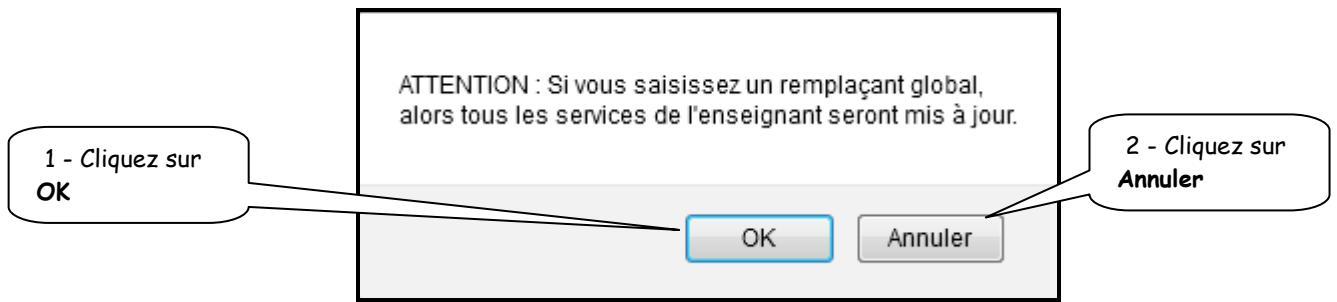 ATTENTION : Si vous saisissez un remplaçant global,
alors tous les services de l'enseignant seront mis à jour.
1 - Cliquez sur
OK
2 - Cliquez sur
Annuler
OK
Annuler